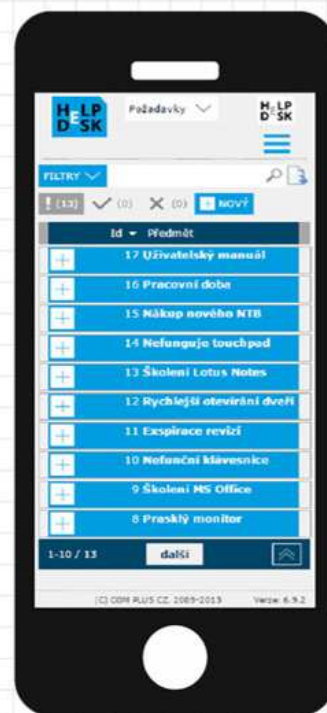 HELP DESK
Požadavky
HELP DESK
FILTRY
! (13) (0) (0) NOVÝ
Id Předmět
17 Uživatelský manuál
16 Pracovní doba
15 Nákup nového NTB
14 Nefunguje touchpad
13 Školení Lotus Notes
12 Rychlejší otevírání dveří
11 Exspirace revizí
10 Nefunční klávesnice
9 Školení MS Office
8 Prasklý monitor
1-10 / 13 další
(C) COM PLUS CZ, 2009-2013 Verze: 6.9.2